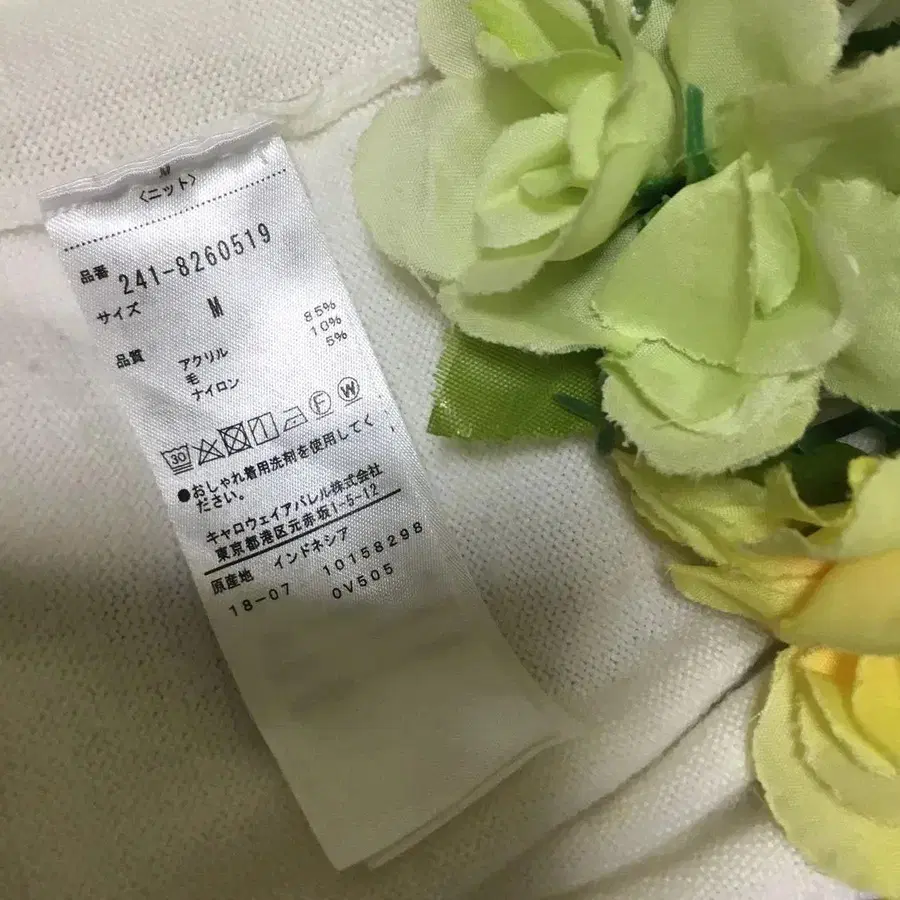 〈ニット〉
品番 241-8260519
サイズ M
品質 アクリル 85%
毛 10%
ナイロン 5%
30 F W
●おしゃれ着用洗剤を使用してく
ださい。
キャロウェイアパレル株式会社
東京都港区元赤坂1-5-12
原産地 インドネシア
18-07 10158298
0V505